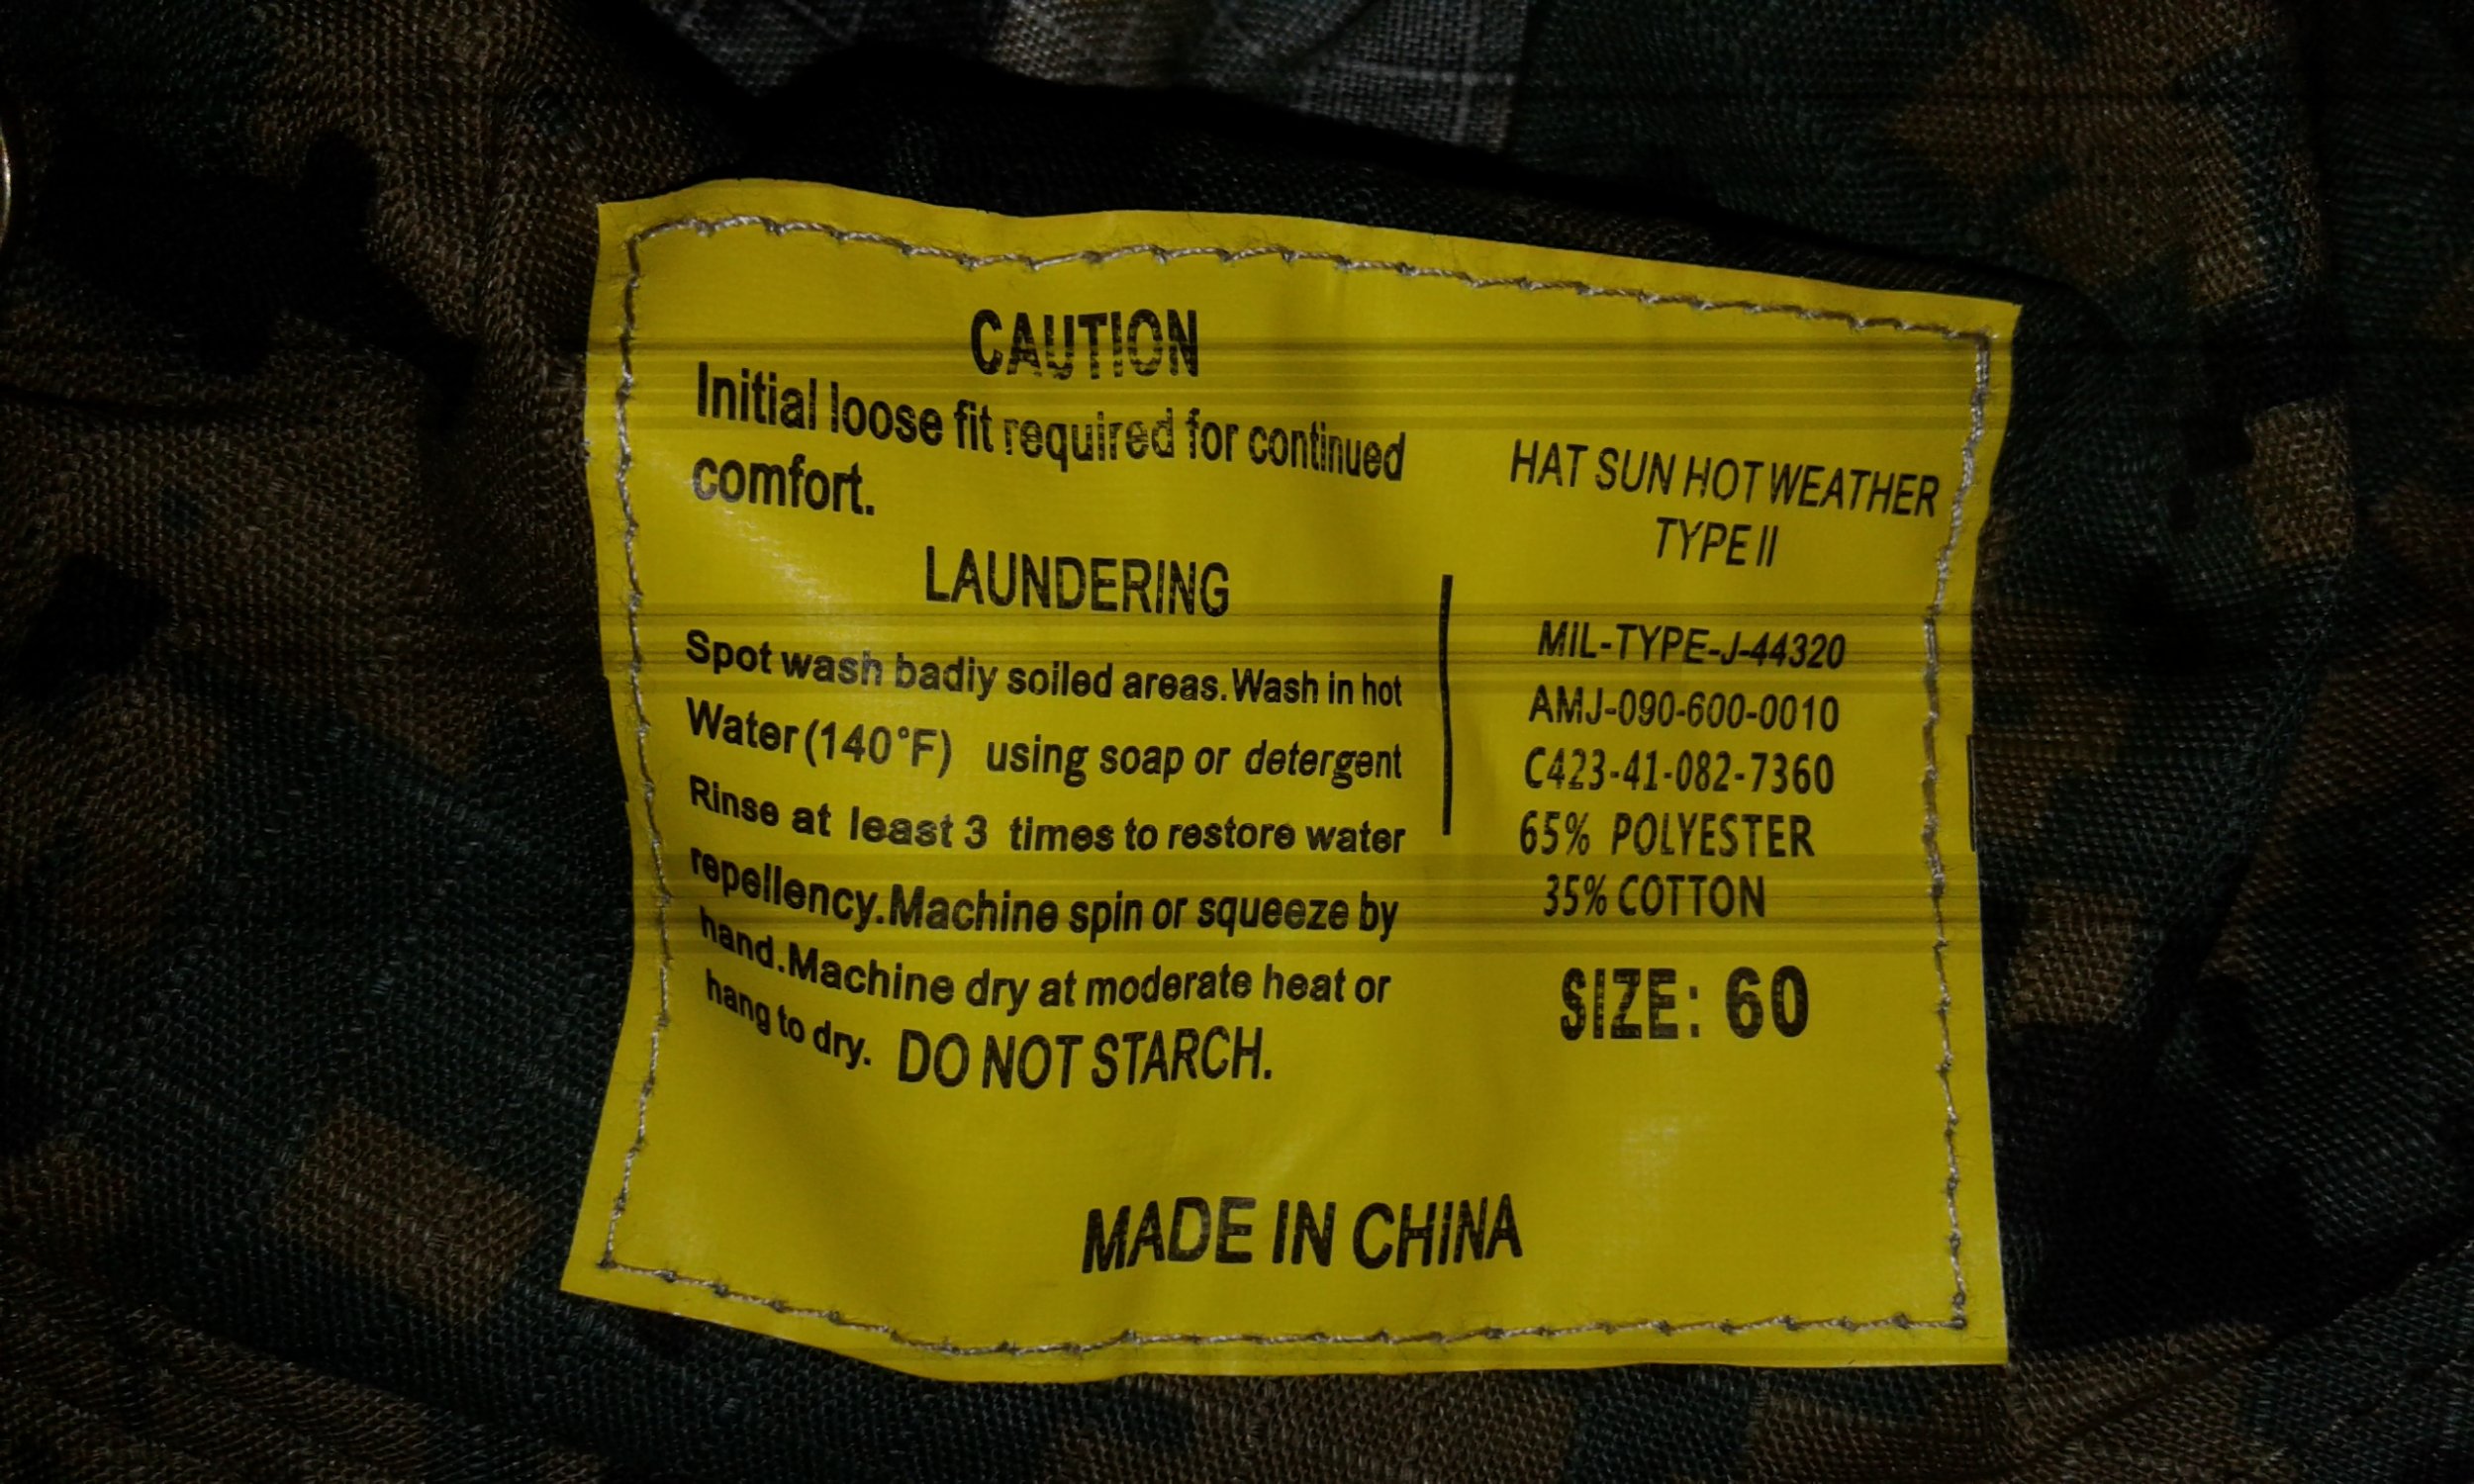 CAUTION
Initial loose fit required for continued
comfort.
LAUNDERING
Spot wash badly soiled areas.Wash in hot
Water(140°F) using soap or detergent
Rinse at least 3 times to restore water
repellency.Machine spin or squeeze by
hand.Machine dry at moderate heat or
hang to dry. DO NOT STARCH.
HAT SUN HOT WEATHER
TYPE II
MIL-TYPE-J-44320
AMJ-090-600-0010
C423-41-082-7360
65% POLYESTER
35% COTTON
SIZE: 60
MADE IN CHINA